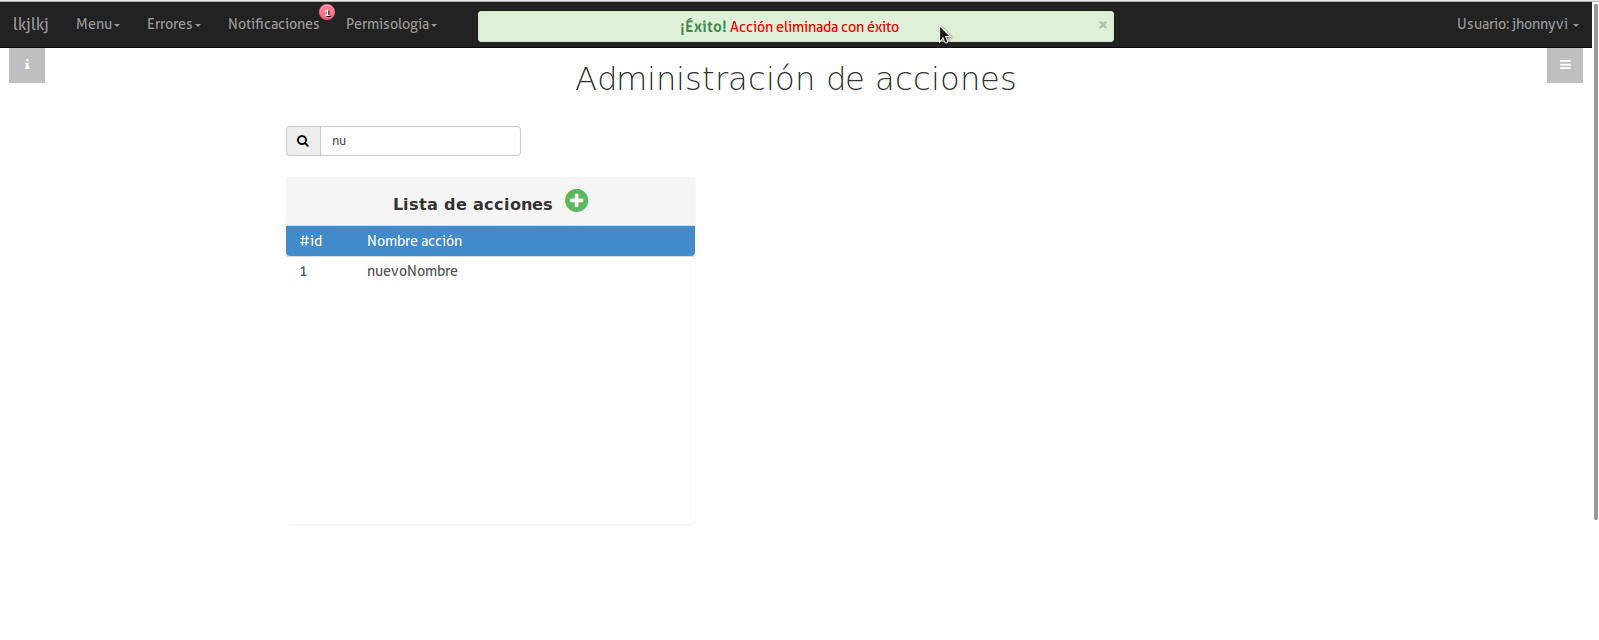 lkjlkj Menu Errores Notificaciones 1 Permisología ¡Éxito! Acción eliminada con éxito × Usuario: jhonnyvi
i
Administración de acciones
nu
Lista de acciones
#id Nombre acción
1 nuevoNombre